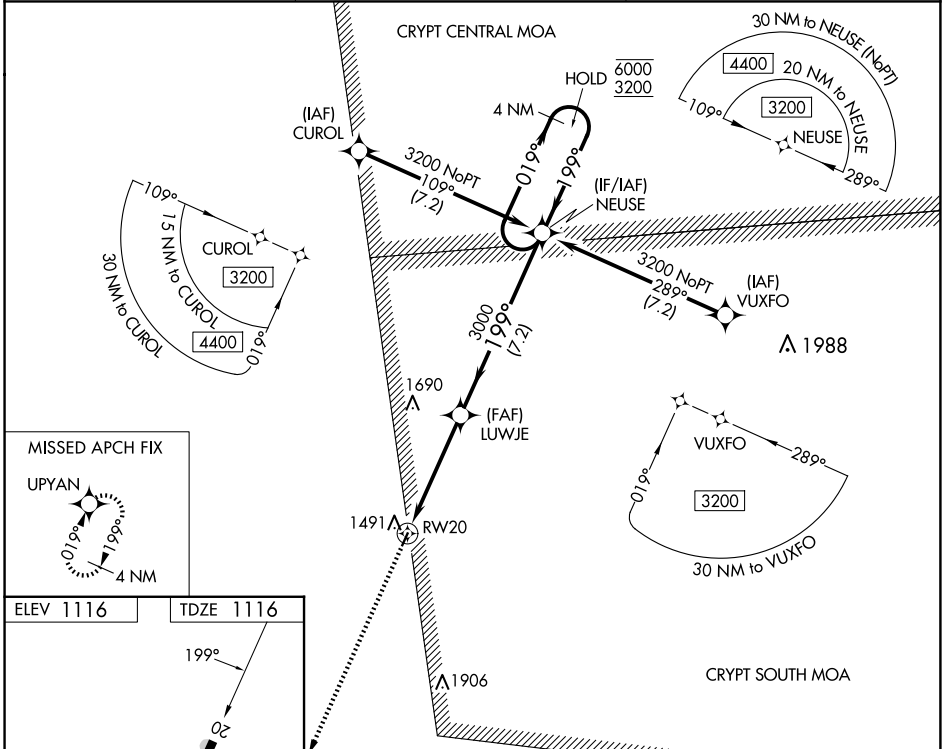 CRYPT CENTRAL MOA
30 NM to NEUSE (NoPT)
4400
20 NM to NEUSE
3200
109°
NEUSE
289°
HOLD
6000
3200
4 NM
019°
199°
(IAF)
CUROL
3200 NoPT
109°
(7.2)
(IF/IAF)
NEUSE
3200 NoPT
289°
(7.2)
(IAF)
VUXFO
1988
109°
CUROL
3200
15 NM to CUROL
30 NM to CUROL
4400
019°
3000
199°
(7.2)
1690
(FAF)
LUWJE
VUXFO
289°
019°
3200
30 NM to VUXFO
MISSED APCH FIX
UPYAN
019°
199°
4 NM
1491
RW20
ELEV 1116
TDZE 1116
199°
20
1906
CRYPT SOUTH MOA